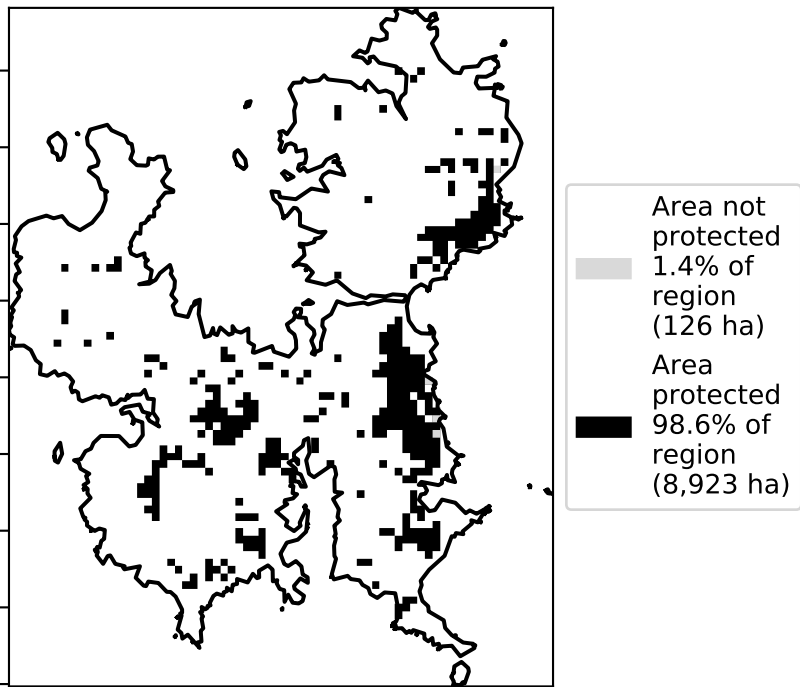 Area not
protected
1.4% of
region
(126 ha)
Area
protected
98.6% of
region
(8,923 ha)